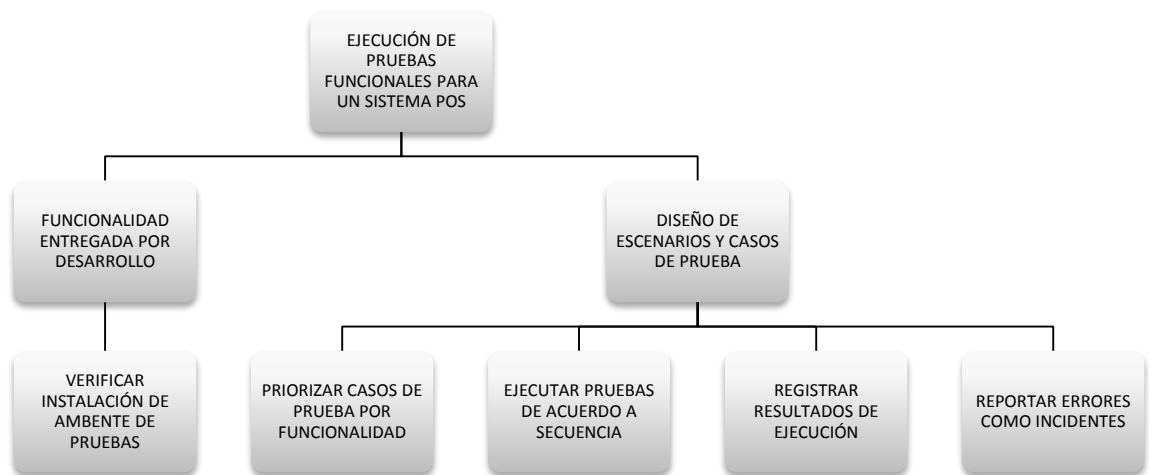 EJECUCIÓN DE
PRUEBAS
FUNCIONALES PARA
UN SISTEMA POS
FUNCIONALIDAD
ENTREGADA POR
DESARROLLO
DISEÑO DE
ESCENARIOS Y CASOS
DE PRUEBA
VERIFICAR
INSTALACIÓN DE
AMBENTE DE
PRUEBAS
PRIORIZAR CASOS DE
PRUEBA POR
FUNCIONALIDAD
EJECUTAR PRUEBAS
DE ACUERDO A
SECUENCIA
REGISTRAR
RESULTADOS DE
EJECUCIÓN
REPORTAR ERRORES
COMO INCIDENTES